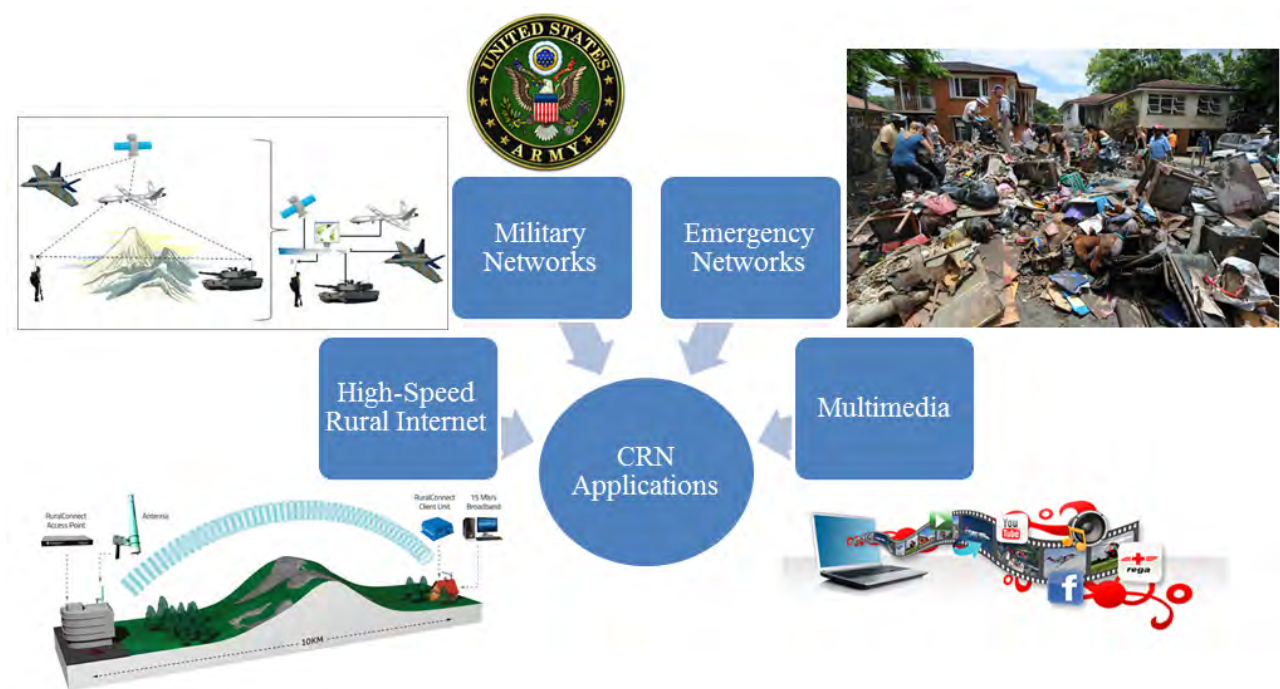 UNITED STATES
ARMY
Military
Networks
Emergency
Networks
High-Speed
Rural Internet
Multimedia
CRN
Applications
RuralConnect
Access Point
Antenna
RuralConnect
Client Unit
15 Mb/s
Broadband
10KM
You
Tube
f
rega